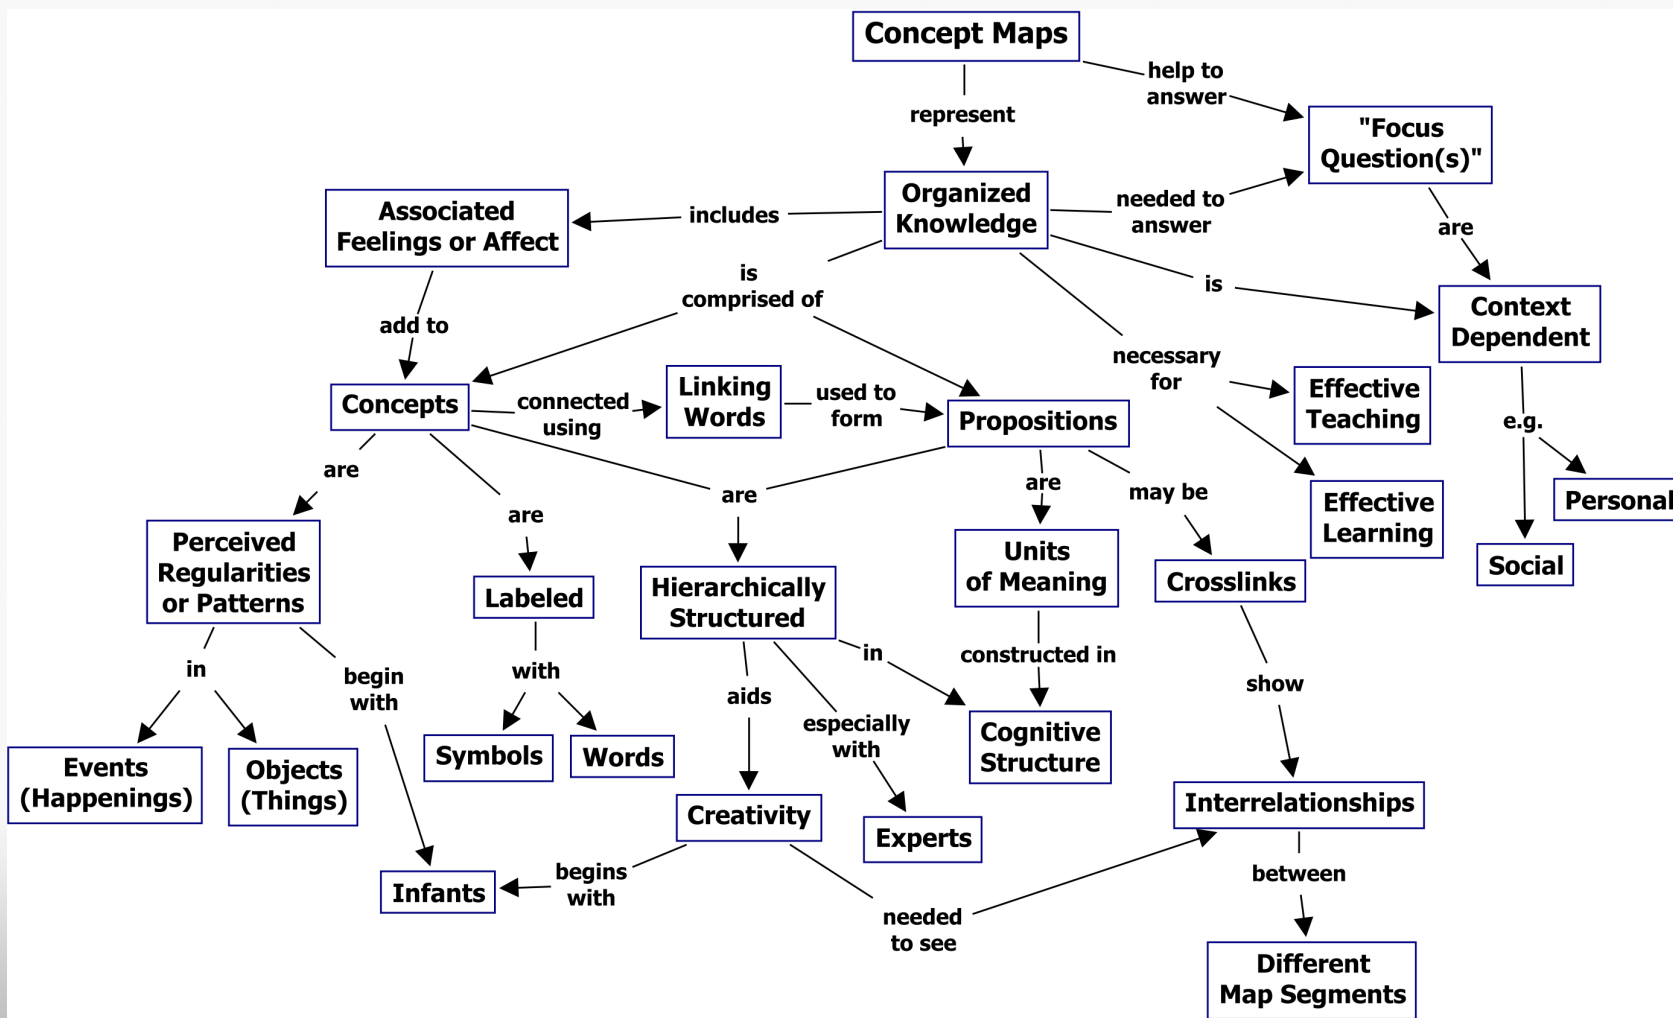 Concept Maps
help to
answer
represent
"Focus
Question(s)"
Organized
Knowledge
needed to
answer
includes
Associated
Feelings or Affect
are
is
comprised of
is
Context
Dependent
add to
necessary
for
Effective
Teaching
Concepts
connected
using
Linking
Words
used to
form
Propositions
e.g.
are
are
are
may be
Effective
Learning
Personal
are
Perceived
Regularities
or Patterns
Labeled
Hierarchically
Structured
Units
of Meaning
Crosslinks
Social
in
begin
with
with
aids
especially
with
in
constructed in
show
Events
(Happenings)
Objects
(Things)
Symbols
Words
Cognitive
Structure
Creativity
Experts
Interrelationships
Infants
begins
with
needed
to see
between
Different
Map Segments